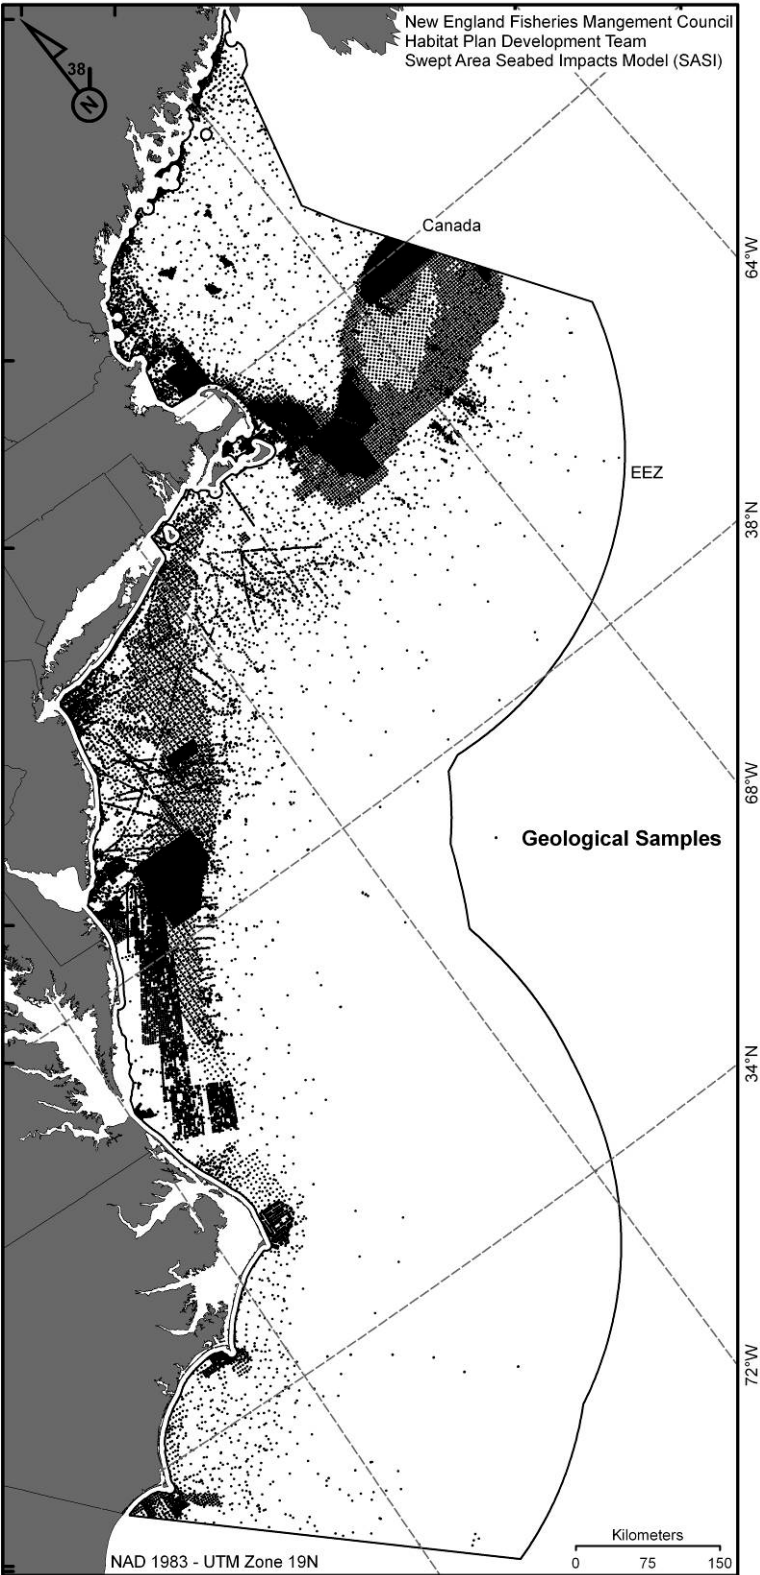 New England Fisheries Mangement Council
Habitat Plan Development Team
Swept Area Seabed Impacts Model (SASI)
38
N
Canada
64°W
EEZ
38°N
68°W
Geological Samples
34°N
72°W
Kilometers
0 75 150
NAD 1983 - UTM Zone 19N